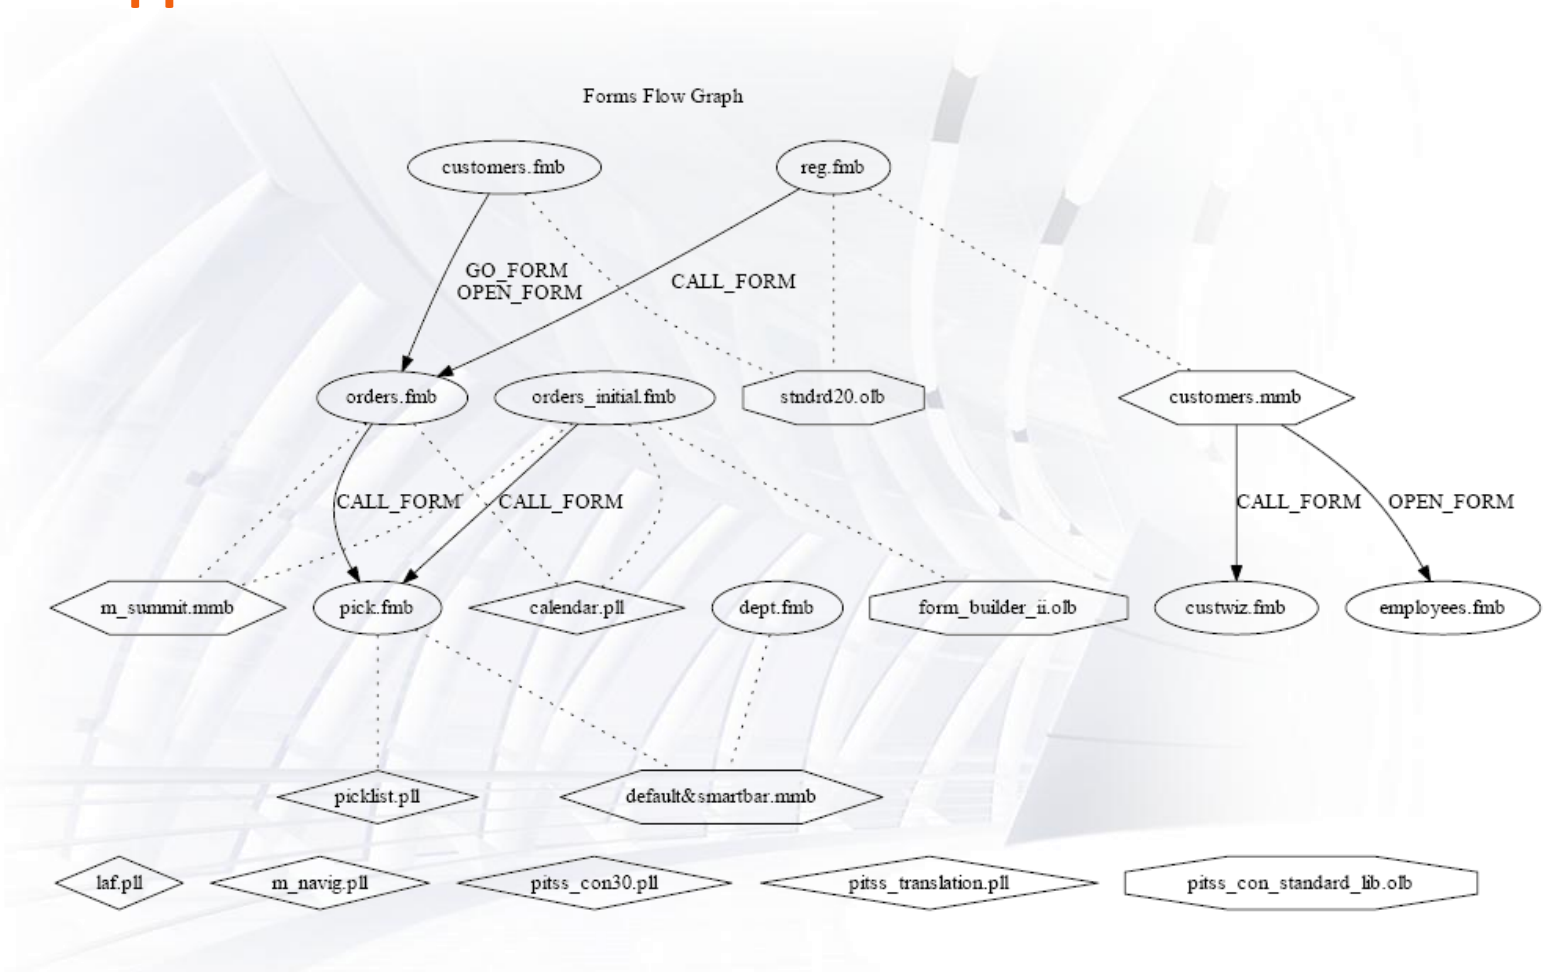 Forms Flow Graph
customers.fmb
reg.fmb
GO_FORM
OPEN_FORM
CALL_FORM
orders.fmb
orders_initial.fmb
stndrd20.olb
customers.mmb
CALL_FORM
CALL_FORM
CALL_FORM
OPEN_FORM
m_summit.mmb
pick.fmb
calendar.pll
dept.fmb
form_builder_ii.olb
custwiz.fmb
employees.fmb
picklist.pll
default&smartbar.mmb
laf.pll
m_navig.pll
pitss_con30.pll
pitss_translation.pll
pitss_con_standard_lib.olb